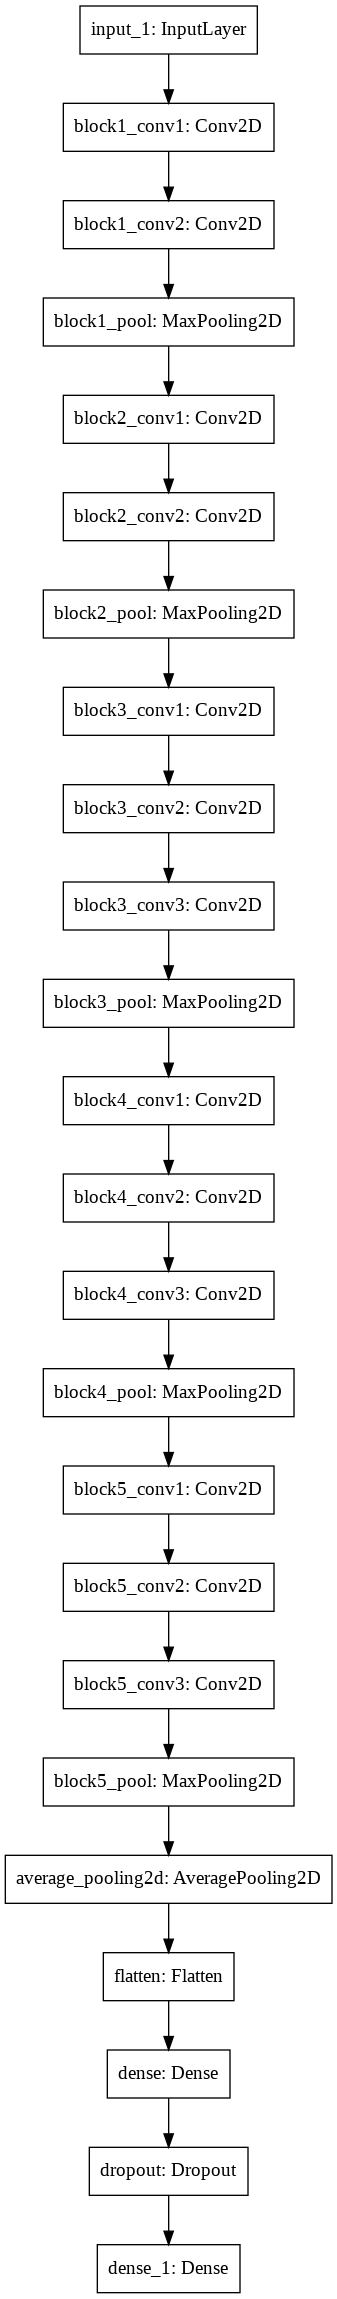 input_1: InputLayer
block1_conv1: Conv2D
block1_conv2: Conv2D
block1_pool: MaxPooling2D
block2_conv1: Conv2D
block2_conv2: Conv2D
block2_pool: MaxPooling2D
block3_conv1: Conv2D
block3_conv2: Conv2D
block3_conv3: Conv2D
block3_pool: MaxPooling2D
block4_conv1: Conv2D
block4_conv2: Conv2D
block4_conv3: Conv2D
block4_pool: MaxPooling2D
block5_conv1: Conv2D
block5_conv2: Conv2D
block5_conv3: Conv2D
block5_pool: MaxPooling2D
average_pooling2d: AveragePooling2D
flatten: Flatten
dense: Dense
dropout: Dropout
dense_1: Dense